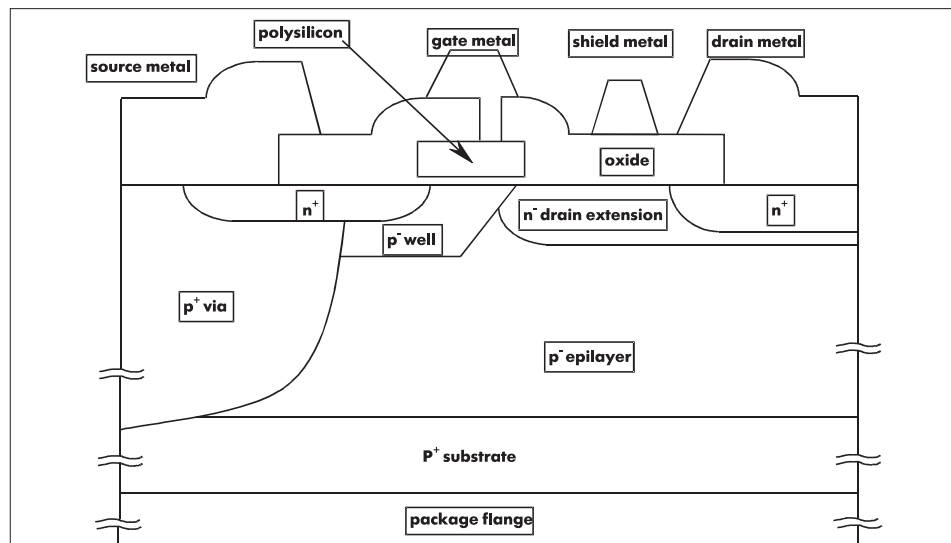 polysilicon
gate metal
shield metal
drain metal
source metal
oxide
n⁺
n⁻ drain extension
n⁺
p⁻ well
p⁺ via
p⁻ epilayer
P⁺ substrate
package flange